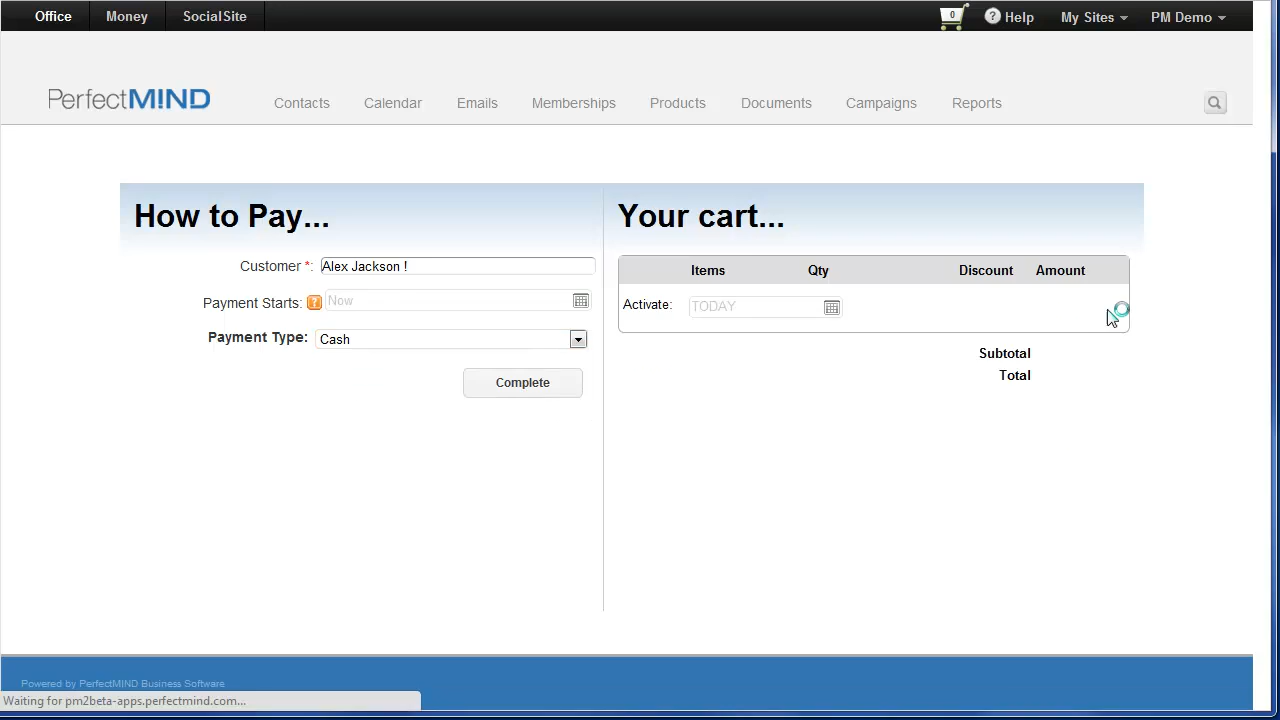 Office Money SocialSite 0 ? Help My Sites PM Demo
PerfectMIND Contacts Calendar Emails Memberships Products Documents Campaigns Reports
How to Pay...
Customer *: Alex Jackson !
Payment Starts: ? Now
Payment Type: Cash
Complete
Your cart...
Items Qty Discount Amount
Activate: TODAY
Subtotal
Total
Powered by PerfectMIND Business Software
Waiting for pm2beta-apps.perfectmind.com...